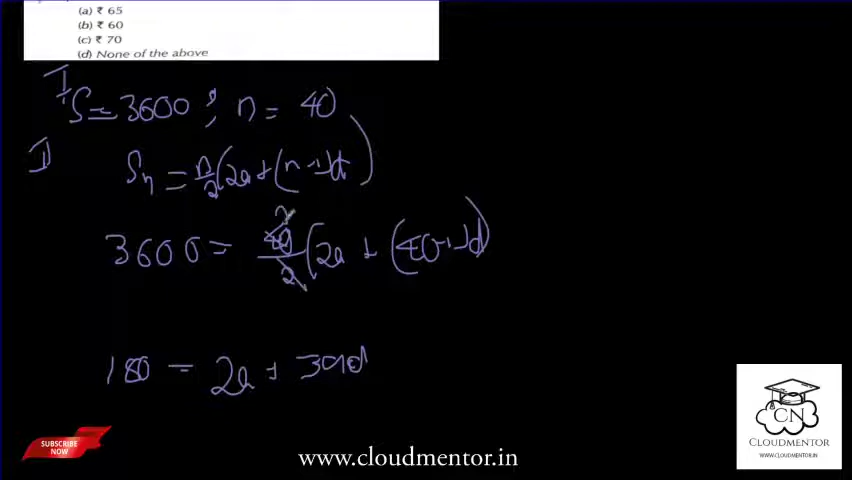 (a) ₹ 65
(b) ₹ 60
(c) ₹ 70
(d) None of the above
I S = 3600 ; n = 40
II
Sn = n/2 (2a + (n-1)d)
3600 = 40/2 (2a + (40-1)d)
180 = 2a + 39d
SUBSCRIBE
NOW
CN
CLOUDMENTOR
WWW.CLOUDMENTOR.IN
www.cloudmentor.in